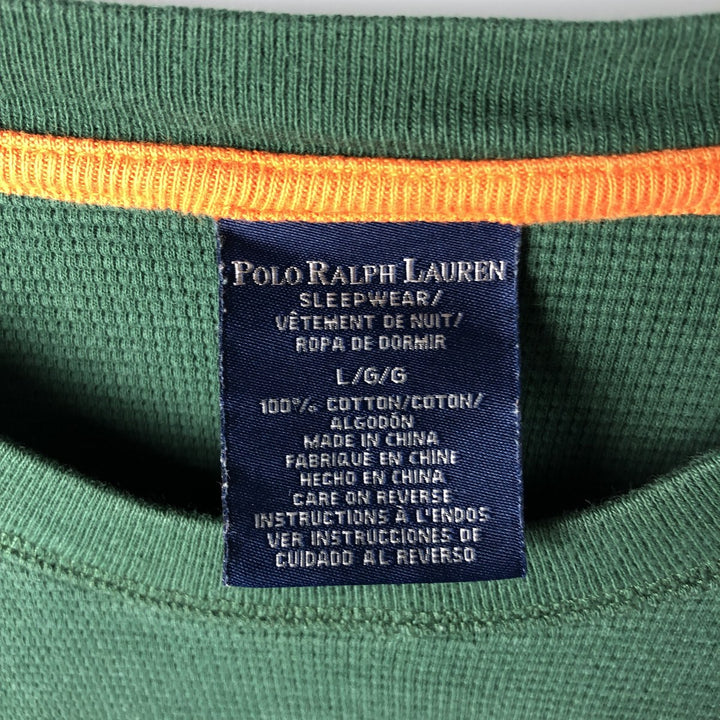 POLO RALPH LAUREN
SLEEPWEAR/
VÊTEMENT DE NUIT/
ROPA DE DORMIR
L/G/G
100% COTTON/COTON/
ALGODÓN
MADE IN CHINA
FABRIQUÉ EN CHINE
HECHO EN CHINA
CARE ON REVERSE
INSTRUCTIONS À L'ENDOS
VER INSTRUCCIONES DE
CUIDADO AL REVERSO